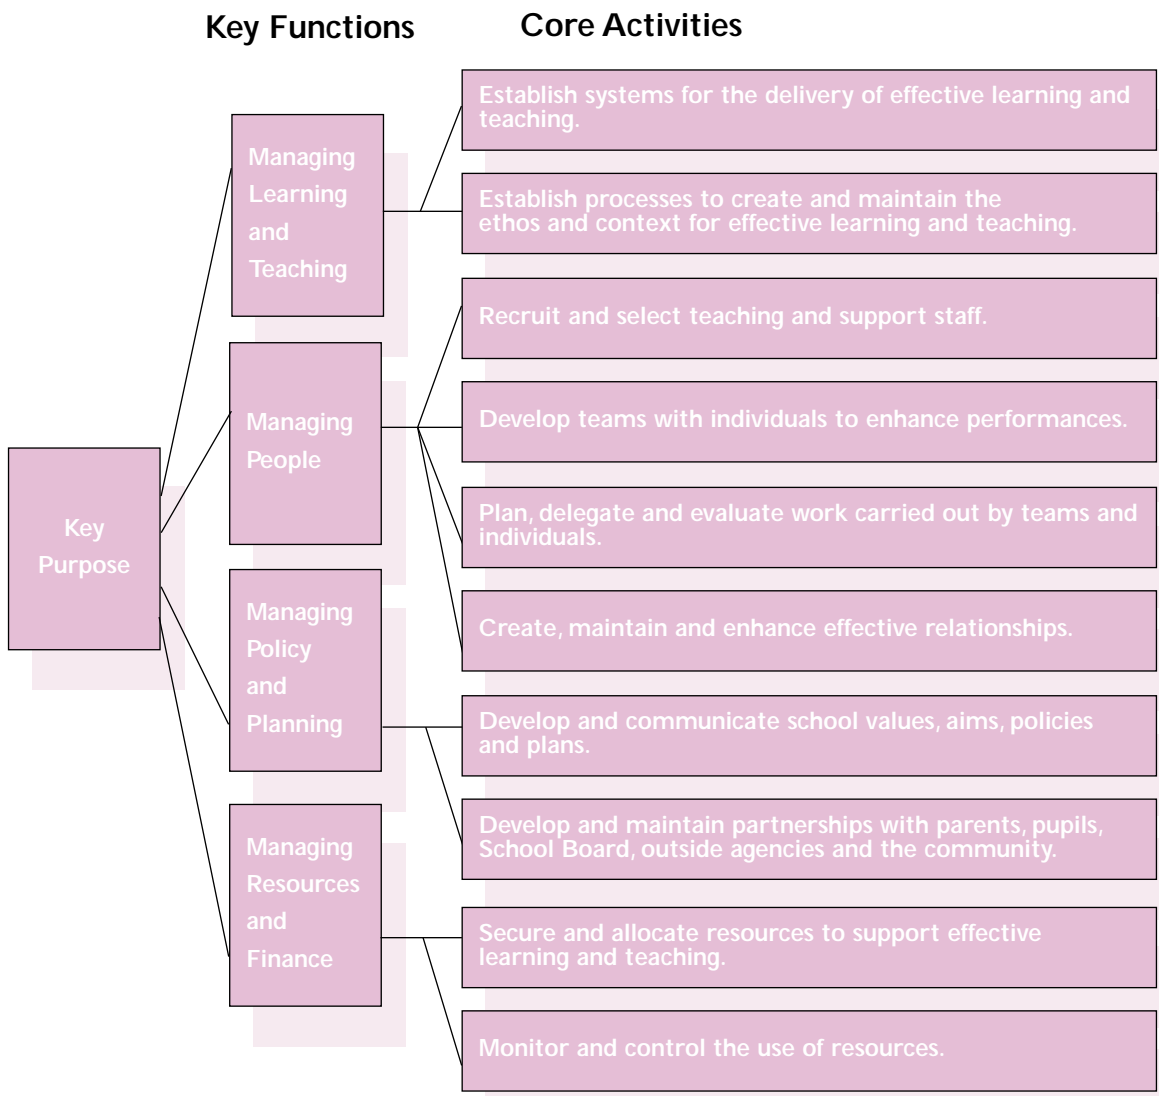 Key Functions
Core Activities
Key
Purpose
Managing
Learning
and
Teaching
Establish systems for the delivery of effective learning and
teaching.
Establish processes to create and maintain the
ethos and context for effective learning and teaching.
Managing
People
Recruit and select teaching and support staff.
Develop teams with individuals to enhance performances.
Plan, delegate and evaluate work carried out by teams and
individuals.
Create, maintain and enhance effective relationships.
Managing
Policy
and
Planning
Develop and communicate school values, aims, policies
and plans.
Develop and maintain partnerships with parents, pupils,
School Board, outside agencies and the community.
Managing
Resources
and
Finance
Secure and allocate resources to support effective
learning and teaching.
Monitor and control the use of resources.